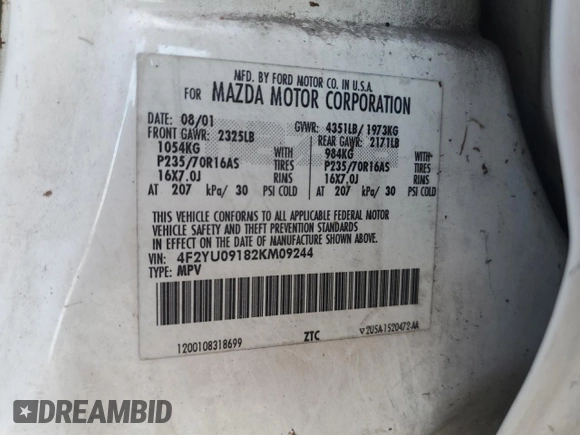 MFD. BY FORD MOTOR CO. IN U.S.A.
FOR MAZDA MOTOR CORPORATION
DATE: 08/01 GVWR: 4351LB/ 1973KG
FRONT GAWR: 2325LB REAR GAWR: 2171LB
1054KG WITH 984KG WITH
P235/70R16AS TIRES P235/70R16AS TIRES
16X7.0J RIMS 16X7.0J RIMS
AT 207 kPa/ 30 PSI COLD AT 207 kPa/ 30 PSI COLD
THIS VEHICLE CONFORMS TO ALL APPLICABLE FEDERAL MOTOR
VEHICLE SAFETY AND THEFT PREVENTION STANDARDS
IN EFFECT ON THE DATE OF MANUFACTURE SHOWN ABOVE.
VIN: 4F2YU09182KM09244
TYPE: MPV
1200108318699 ZTC 2USA-1520472-AA
DREAMBID